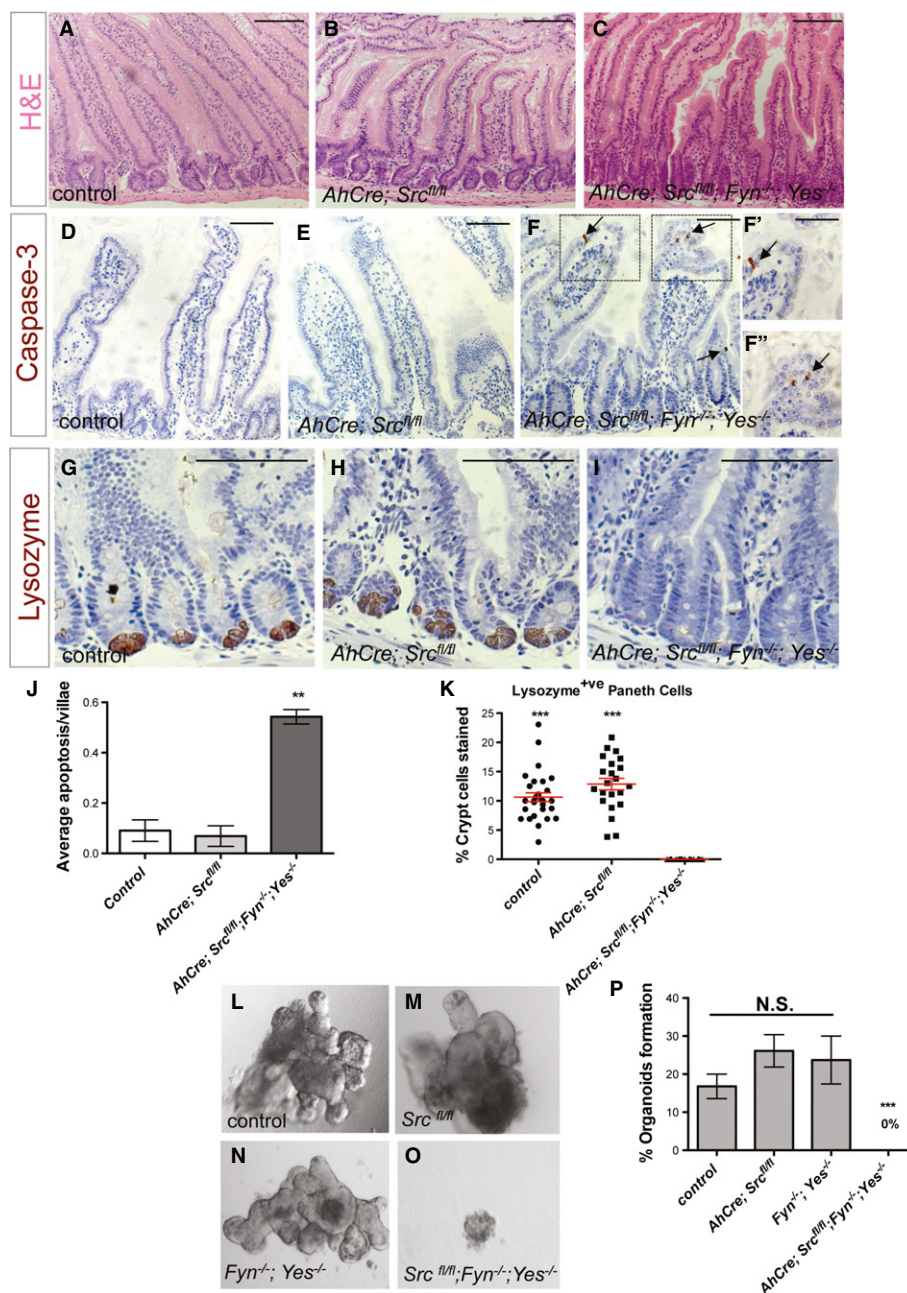 H&E
A
control
B
AhCre; Src^fl/fl
C
AhCre; Src^fl/fl; Fyn^-/-; Yes^-/-
Caspase-3
D
control
E
AhCre; Src^fl/fl
F
AhCre; Src^fl/fl; Fyn^-/-; Yes^-/-
F'
F"
Lysozyme
G
control
H
AhCre; Src^fl/fl
I
AhCre; Src^fl/fl; Fyn^-/-; Yes^-/-
J
Average apoptosis/villae
0.6
0.4
0.2
0.0
**
Control
AhCre; Src^fl/fl
AhCre; Src^fl/fl;Fyn^-/-;Yes^-/-
K
Lysozyme^+ve Paneth Cells
% Crypt cells stained
25
20
15
10
5
0
***
***
control
AhCre; Src^fl/fl
AhCre; Src^fl/fl;Fyn^-/-;Yes^-/-
L
control
M
Src ^fl/fl
N
Fyn^-/-; Yes^-/-
O
Src ^fl/fl;Fyn^-/-;Yes^-/-
P
% Organoids formation
40
30
20
10
0
N.S.
***
0%
control
AhCre; Src^fl/fl
Fyn^-/-; Yes^-/-
AhCre; Src^fl/fl;Fyn^-/-;Yes^-/-